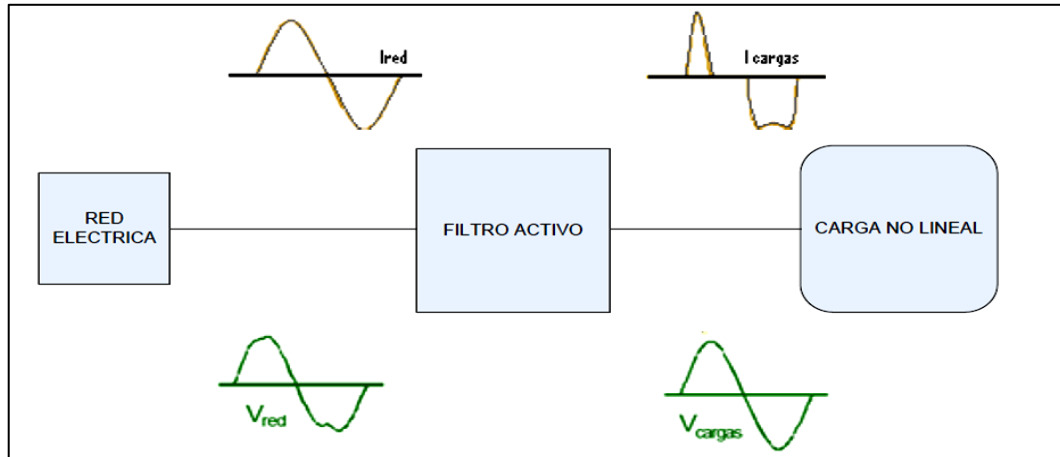 Ired
I cargas
RED
ELECTRICA
FILTRO ACTIVO
CARGA NO LINEAL
Vred
Vcargas